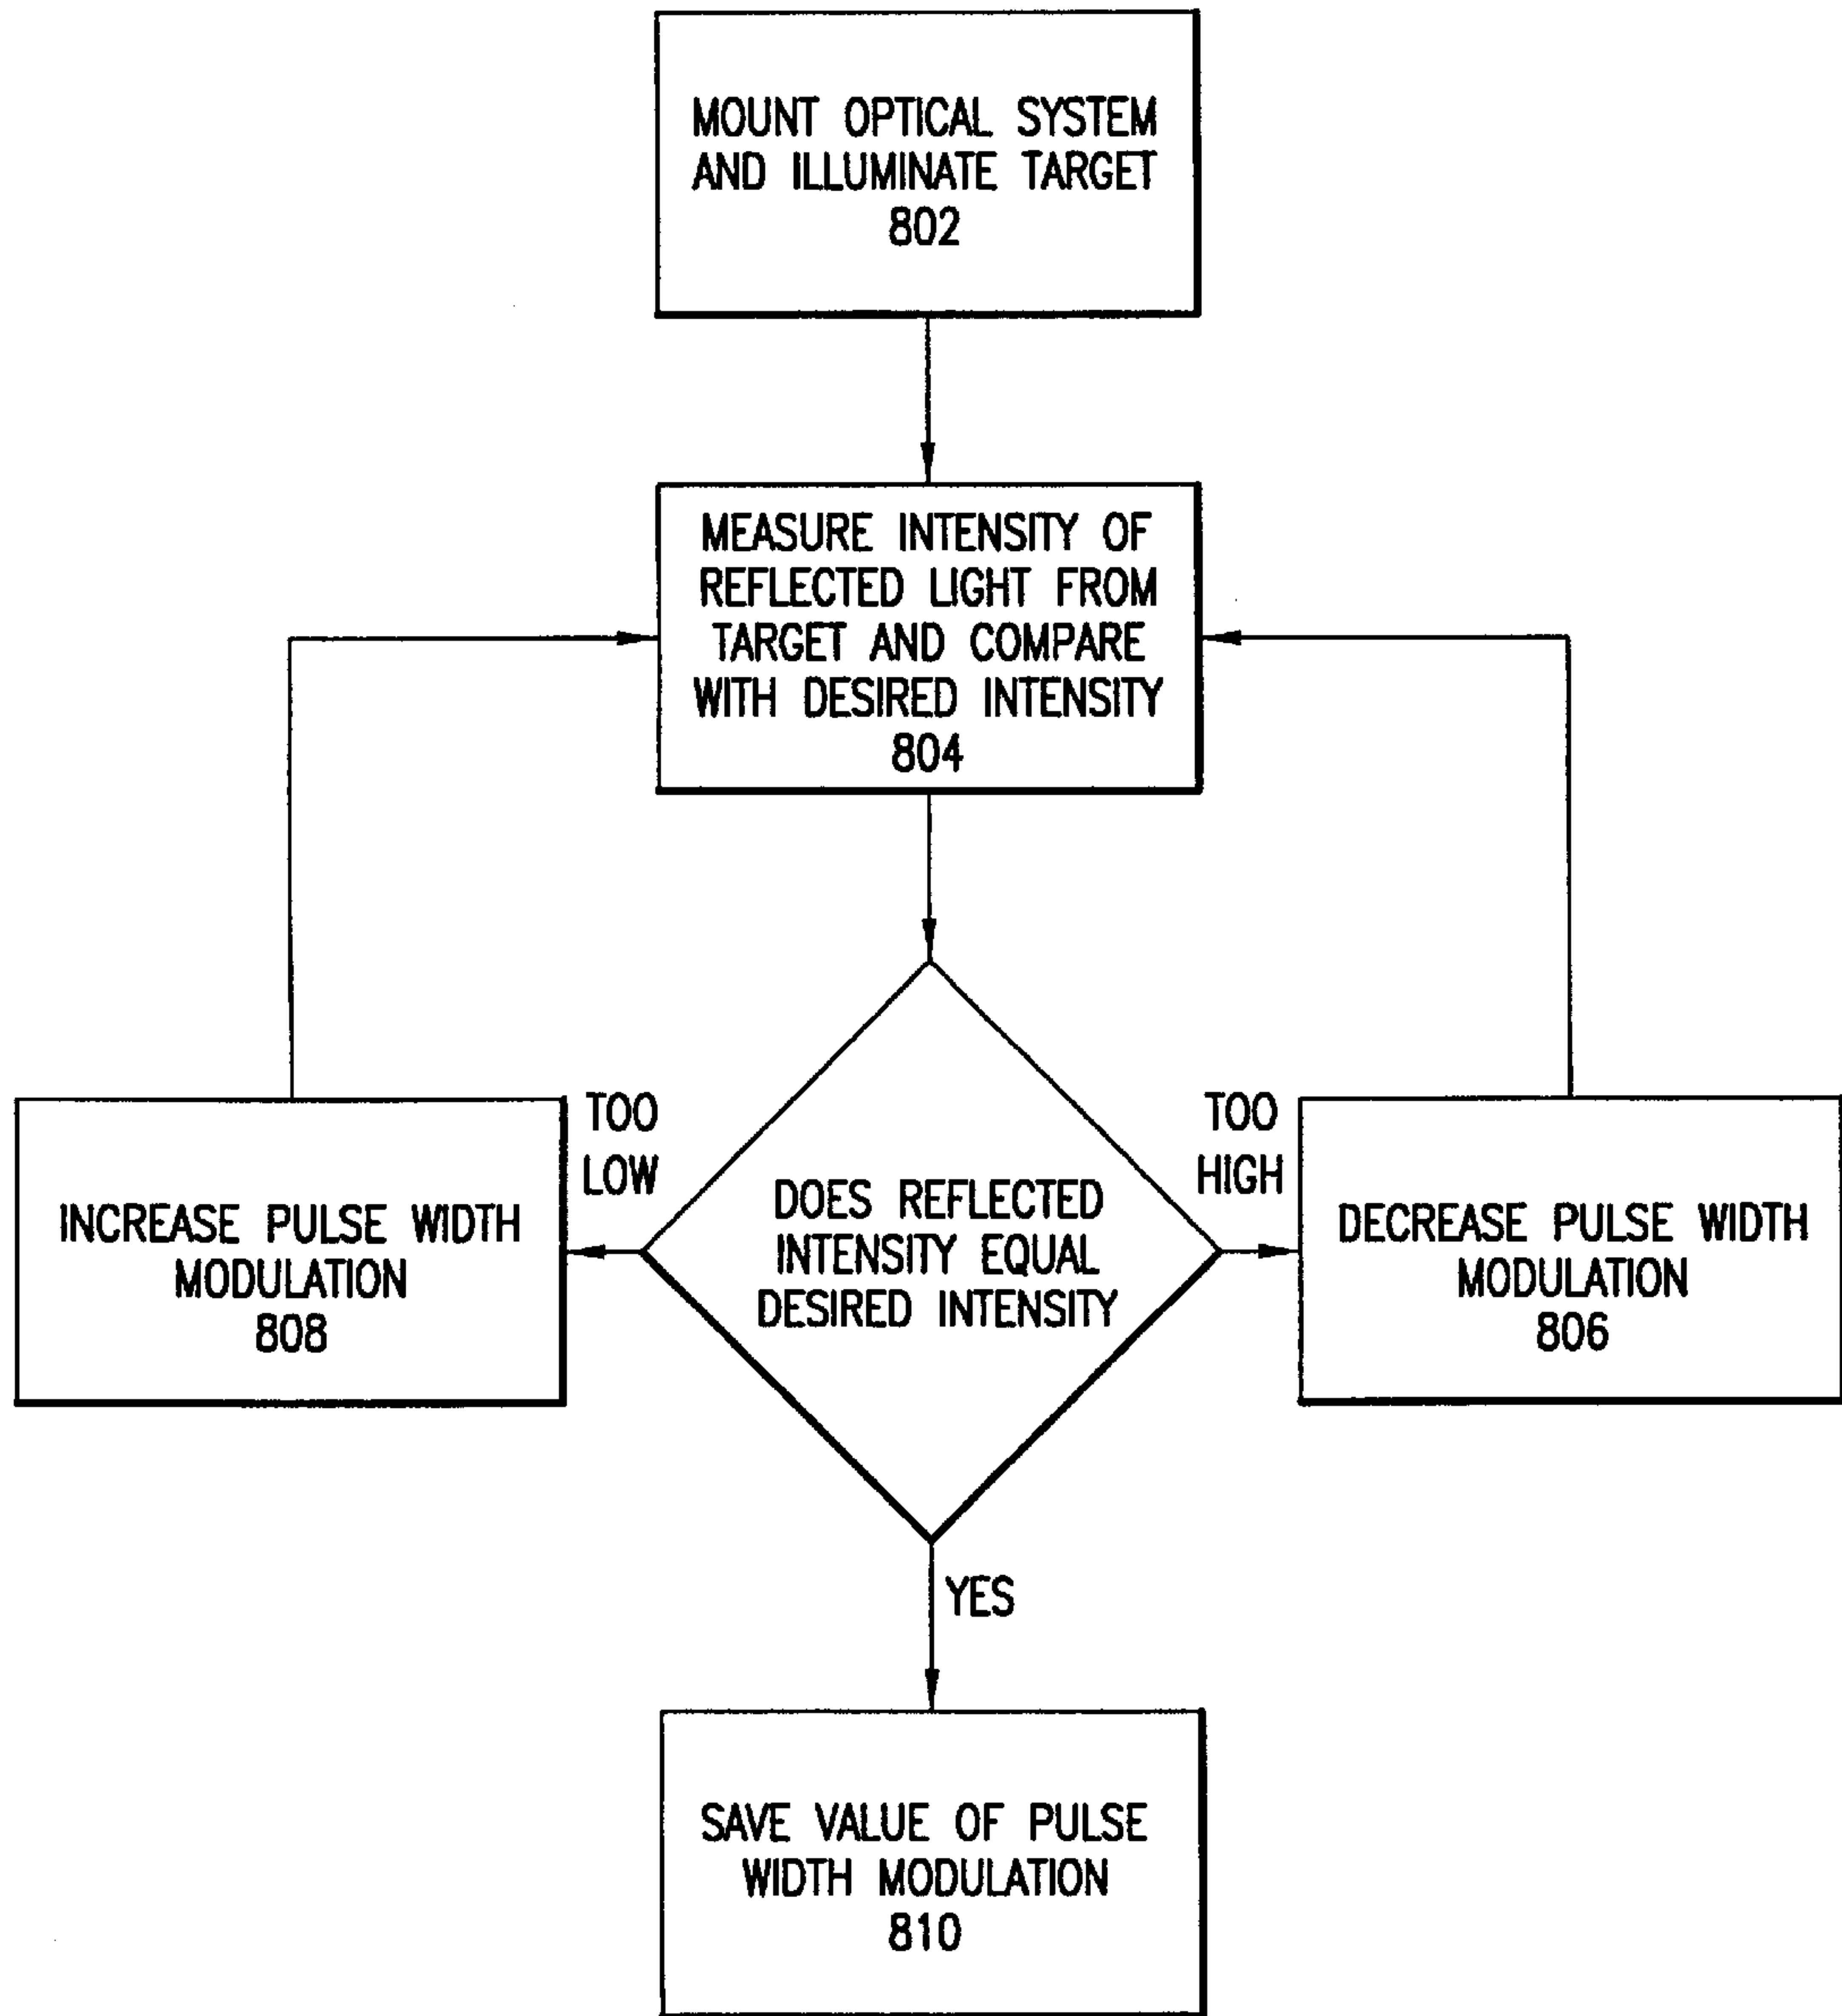 MOUNT OPTICAL SYSTEM
AND ILLUMINATE TARGET
802
MEASURE INTENSITY OF
REFLECTED LIGHT FROM
TARGET AND COMPARE
WITH DESIRED INTENSITY
804
TOO
LOW
TOO
HIGH
INCREASE PULSE WIDTH
MODULATION
808
DOES REFLECTED
INTENSITY EQUAL
DESIRED INTENSITY
DECREASE PULSE WIDTH
MODULATION
806
YES
SAVE VALUE OF PULSE
WIDTH MODULATION
810